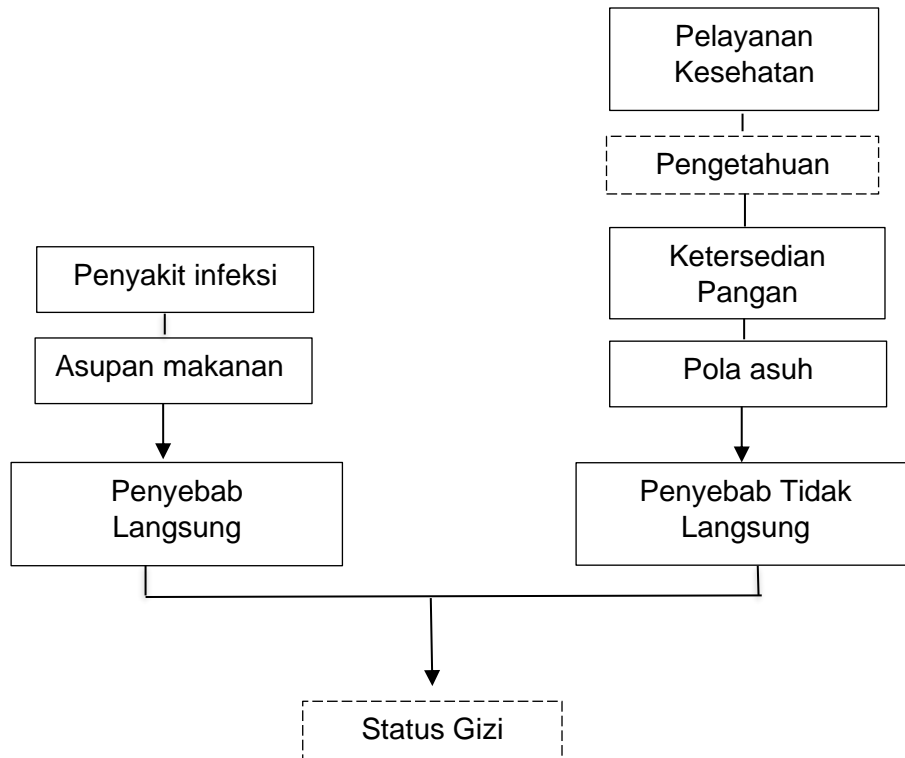 Pelayanan
Kesehatan
Pengetahuan
Ketersedian
Pangan
Pola asuh
Penyakit infeksi
Asupan makanan
Penyebab
Langsung
Penyebab Tidak
Langsung
Status Gizi